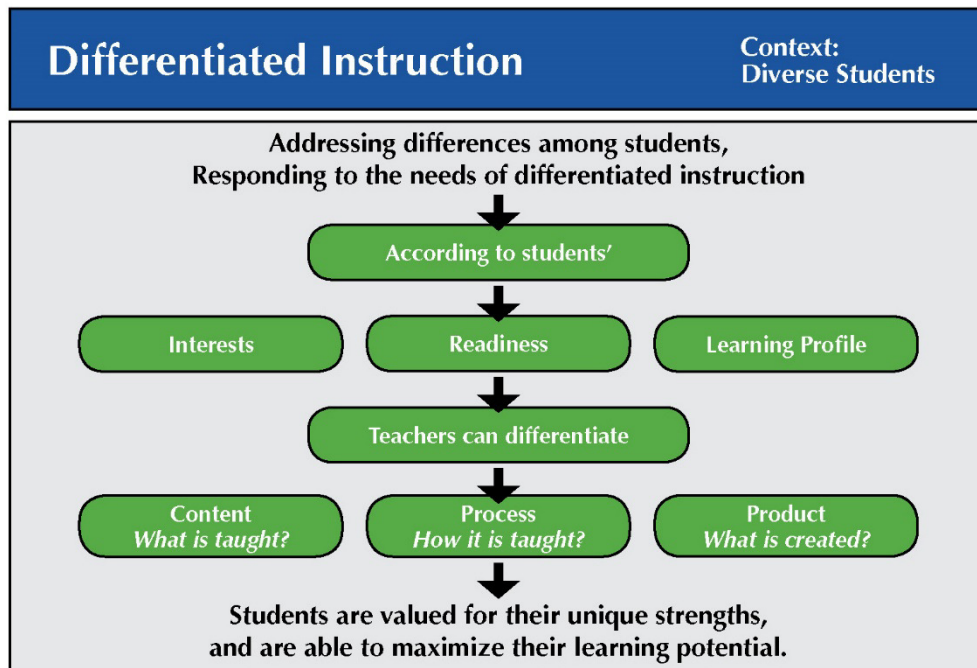 Differentiated Instruction
Context:
Diverse Students
Addressing differences among students,
Responding to the needs of differentiated instruction
According to students’
Interests
Readiness
Learning Profile
Teachers can differentiate
Content
What is taught?
Process
How it is taught?
Product
What is created?
Students are valued for their unique strengths,
and are able to maximize their learning potential.